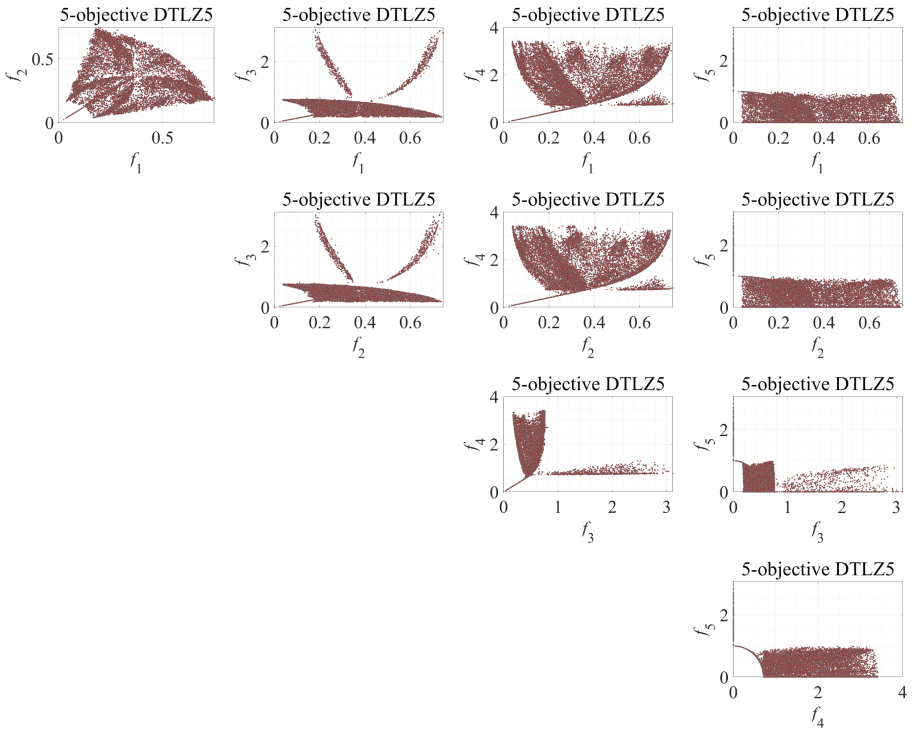 5-objective DTLZ5 5-objective DTLZ5 5-objective DTLZ5 5-objective DTLZ5
f2 0.5 0 0 0.5 f1
f3 2 0 0.2 0.4 0.6 f1
f4 4 2 0 0 0.2 0.4 0.6 f1
f5 2 0 0 0.2 0.4 0.6 f1
5-objective DTLZ5 5-objective DTLZ5 5-objective DTLZ5
f3 2 0 0.2 0.4 0.6 f2
f4 4 2 0 0 0.2 0.4 0.6 f2
f5 2 0 0 0.2 0.4 0.6 f2
5-objective DTLZ5 5-objective DTLZ5
f4 4 2 0 0 1 2 3 f3
f5 2 0 0 1 2 3 f3
5-objective DTLZ5
f5 2 0 0 2 4 f4